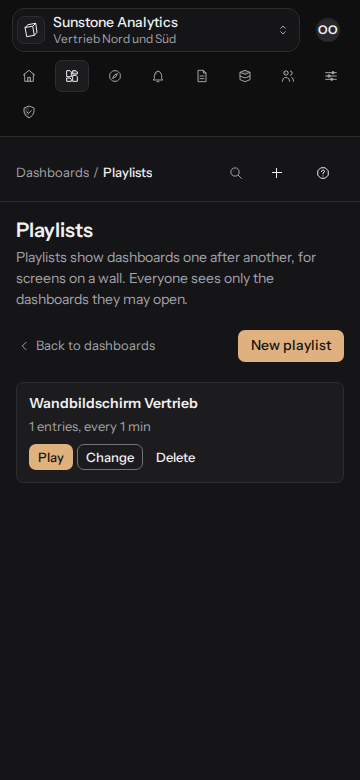 Sunstone Analytics
Vertrieb Nord und Süd
OO
Dashboards / Playlists
Playlists
Playlists show dashboards one after another, for
screens on a wall. Everyone sees only the
dashboards they may open.
Back to dashboards
New playlist
Wandbildschirm Vertrieb
1 entries, every 1 min
Play
Change
Delete